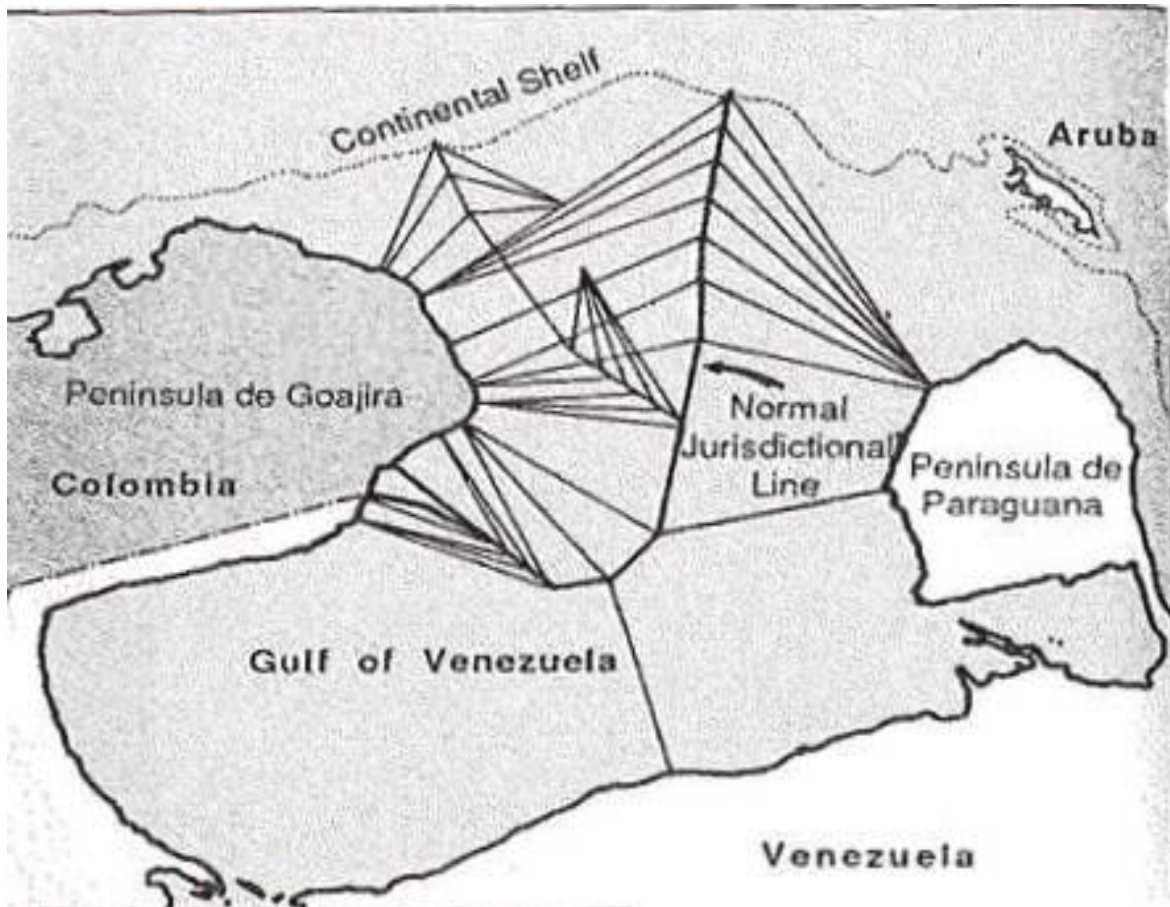 Continental Shelf
Aruba
Peninsula de Goajira
Colombia
Normal
Jurisdictional
Line
Peninsula de
Paraguana
Gulf of Venezuela
Venezuela